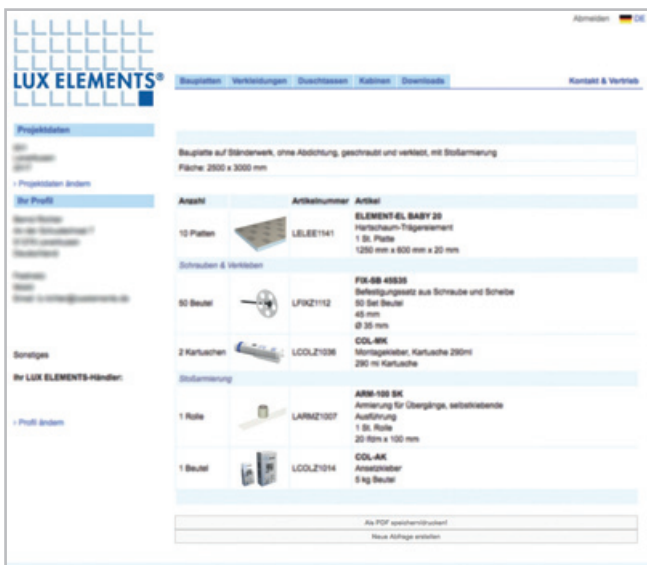 Abmelden DE
LUX ELEMENTS®
Bauplatten Verkleidungen Duschtassen Kabinen Downloads Kontakt & Vertrieb
Projektdaten
› Projektdaten ändern
Ihr Profil
Sonstiges
Ihr LUX ELEMENTS-Händler:
› Profil ändern
Bauplatte auf Ständerwerk, ohne Abdichtung, geschraubt und verklebt, mit Stoßarmierung
Fläche: 2500 x 3000 mm
Anzahl Artikelnummer Artikel
10 Platten LELEE1141 ELEMENT-EL BABY 20
Hartschaum-Trägerelement
1 St. Platte
1250 mm x 600 mm x 20 mm
Schrauben & Verkleben
50 Beutel LFIXZ1112 FIX-SB 45S35
Befestigungssatz aus Schraube und Scheibe
50 Set Beutel
45 mm
Ø 35 mm
2 Kartuschen LCOLZ1036 COL-MK
Montagekleber, Kartusche 290ml
290 ml Kartusche
Stoßarmierung
1 Rolle LARMZ1007 ARM-100 SK
Armierung für Übergänge, selbstklebende
Ausführung
1 St. Rolle
20 lfdm x 100 mm
1 Beutel LCOLZ1014 COL-AK
Ansetzkleber
5 kg Beutel
Als PDF speichern/drucken!
Neue Abfrage erstellen